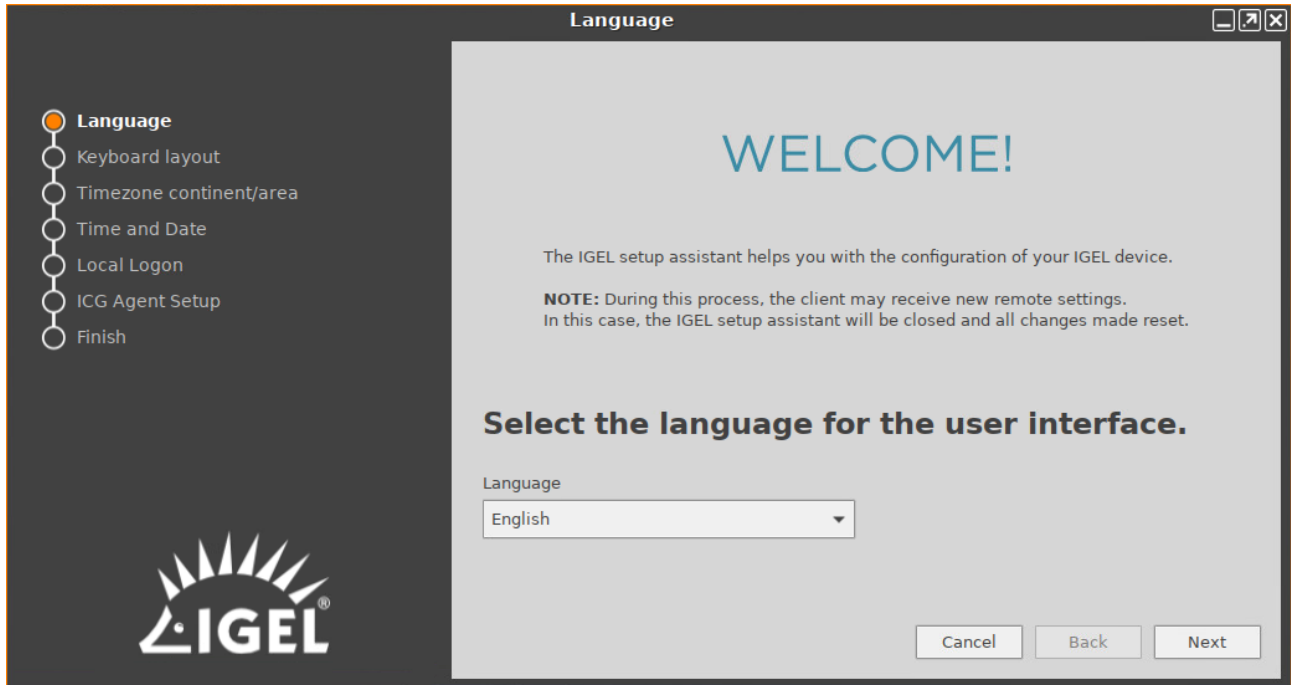 Language
Language
Keyboard layout
Timezone continent/area
Time and Date
Local Logon
ICG Agent Setup
Finish
IGEL®
WELCOME!
The IGEL setup assistant helps you with the configuration of your IGEL device.
NOTE: During this process, the client may receive new remote settings.
In this case, the IGEL setup assistant will be closed and all changes made reset.
Select the language for the user interface.
Language
English
Cancel Back Next